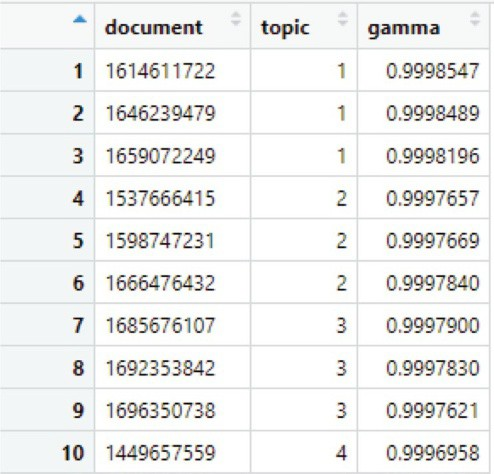 document topic gamma
1 1614611722 1 0.9998547
2 1646239479 1 0.9998489
3 1659072249 1 0.9998196
4 1537666415 2 0.9997657
5 1598747231 2 0.9997669
6 1666476432 2 0.9997840
7 1685676107 3 0.9997900
8 1692353842 3 0.9997830
9 1696350738 3 0.9997621
10 1449657559 4 0.9996958